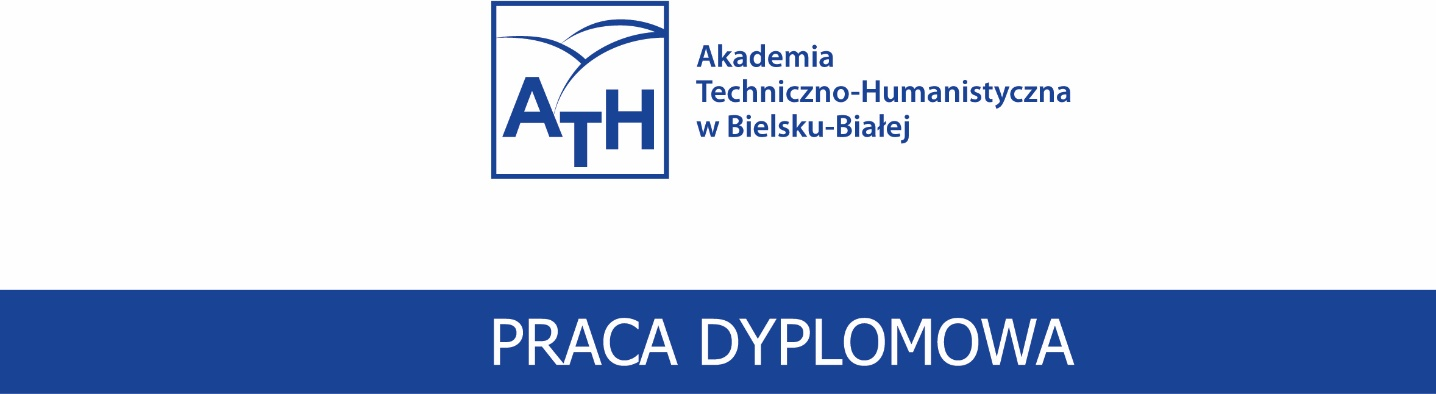 ATH
Akademia
Techniczno-Humanistyczna
w Bielsku-Białej
PRACA DYPLOMOWA